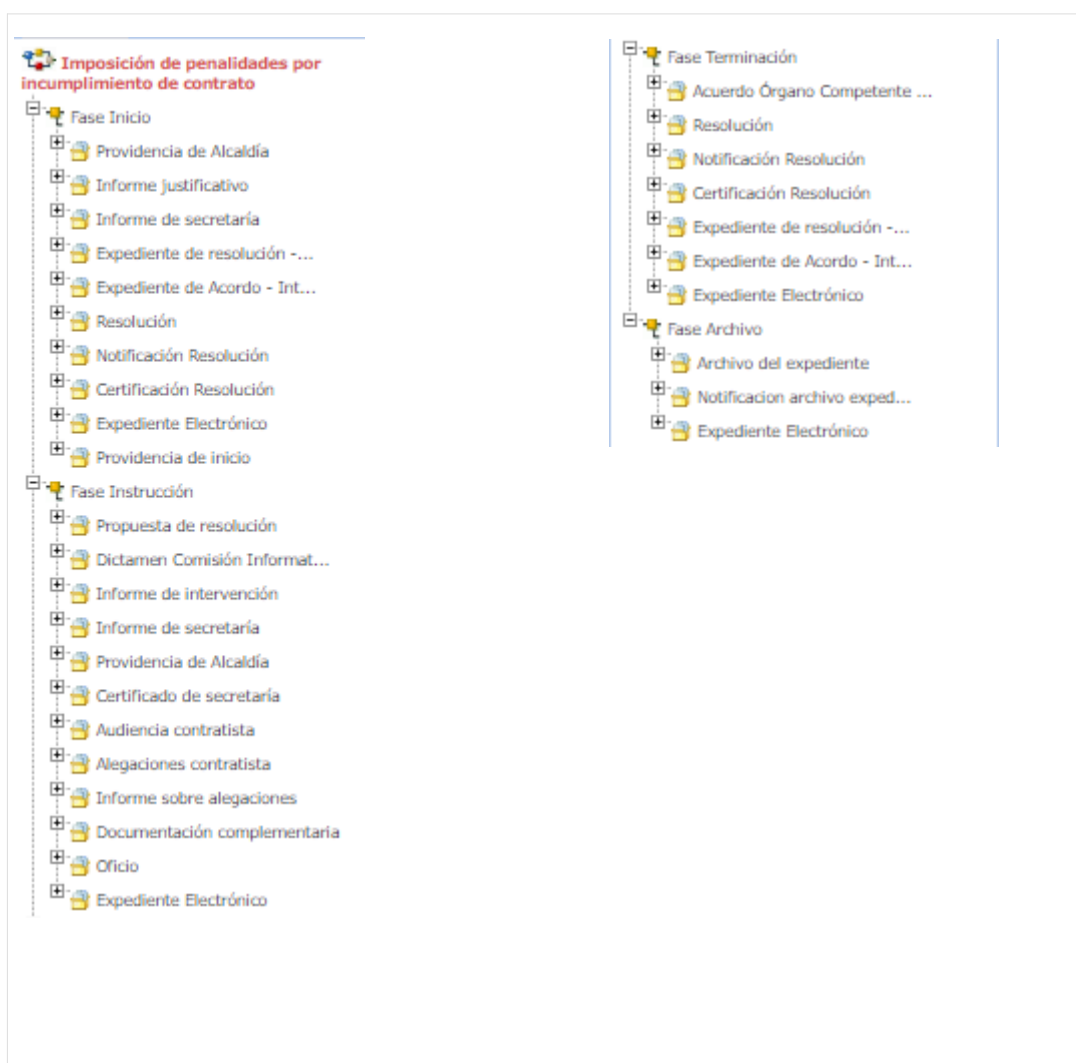 Imposición de penalidades por
incumplimiento de contrato
Fase Inicio
Providencia de Alcaldía
Informe justificativo
Informe de secretaría
Expediente de resolución -...
Expediente de Acordo - Int...
Resolución
Notificación Resolución
Certificación Resolución
Expediente Electrónico
Providencia de inicio
Fase Instrucción
Propuesta de resolución
Dictamen Comisión Informat...
Informe de intervención
Informe de secretaría
Providencia de Alcaldía
Certificado de secretaría
Audiencia contratista
Alegaciones contratista
Informe sobre alegaciones
Documentación complementaria
Oficio
Expediente Electrónico
Fase Terminación
Acuerdo Órgano Competente ...
Resolución
Notificación Resolución
Certificación Resolución
Expediente de resolución -...
Expediente de Acordo - Int...
Expediente Electrónico
Fase Archivo
Archivo del expediente
Notificacion archivo exped...
Expediente Electrónico